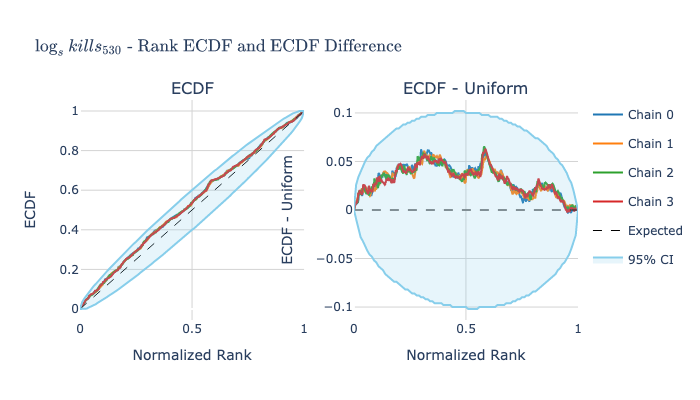 log_s kills_530 - Rank ECDF and ECDF Difference
ECDF
ECDF - Uniform
ECDF
1
0.8
0.6
0.4
0.2
0
0
0.5
1
Normalized Rank
ECDF - Uniform
0.1
0.05
0
−0.05
−0.1
0
0.5
1
Normalized Rank
Chain 0
Chain 1
Chain 2
Chain 3
Expected
95% CI